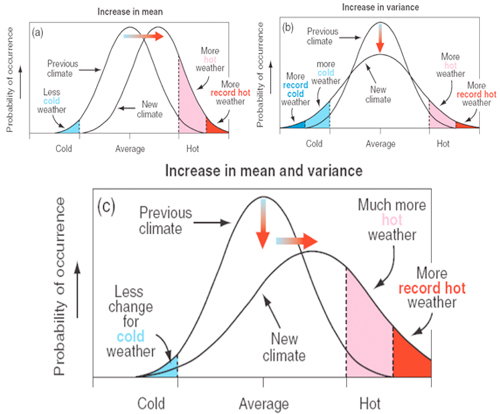 Increase in mean
(a)
Probability of occurrence
Previous
climate
Less
cold
weather
New
climate
More
hot
weather
More
record hot
weather
Cold
Average
Hot
Increase in variance
(b)
Probability of occurrence
Previous
climate
more
cold
weather
More
record
cold
weather
New
climate
More
hot
weather
More
record hot
weather
Cold
Average
Hot
Increase in mean and variance
(c)
Probability of occurrence
Previous
climate
Less
change
for
cold
weather
New
climate
Much more
hot
weather
More
record hot
weather
Cold
Average
Hot